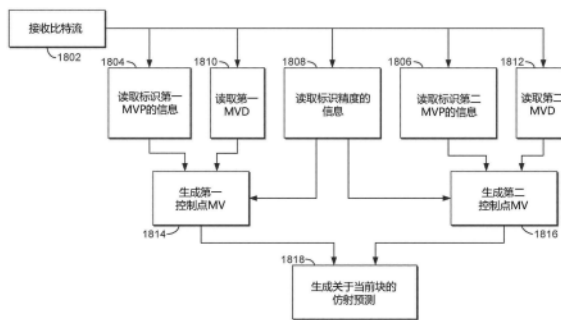 接收比特流
1802
1804
1810
1808
1806
1812
读取标识第一
MVP的信息
读取第一
MVD
读取标识精度的
信息
读取标识第二
MVP的信息
读取第二
MVD
生成第一
控制点MV
1814
生成第二
控制点MV
1816
1818
生成关于当前块的
仿射预测